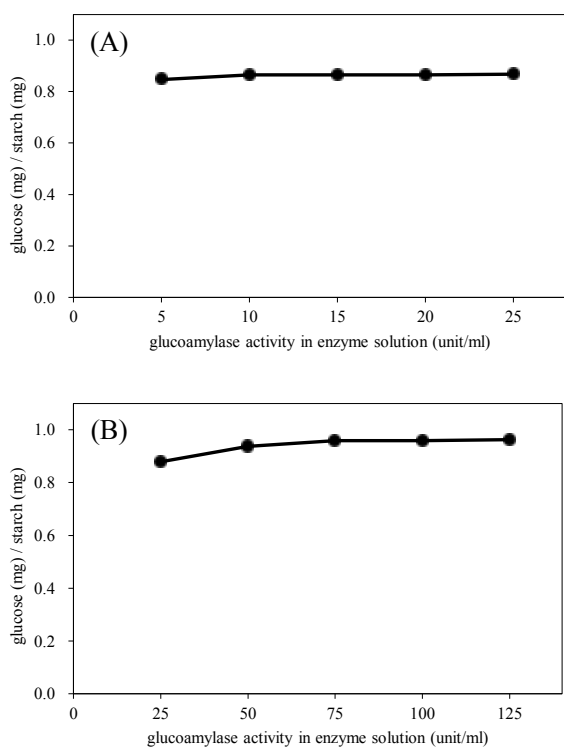 (A)
1.0
0.8
0.6
0.4
0.2
0.0
glucose (mg) / starch (mg)
0 5 10 15 20 25
glucoamylase activity in enzyme solution (unit/ml)
(B)
1.0
0.8
0.6
0.4
0.2
0.0
glucose (mg) / starch (mg)
0 25 50 75 100 125
glucoamylase activity in enzyme solution (unit/ml)